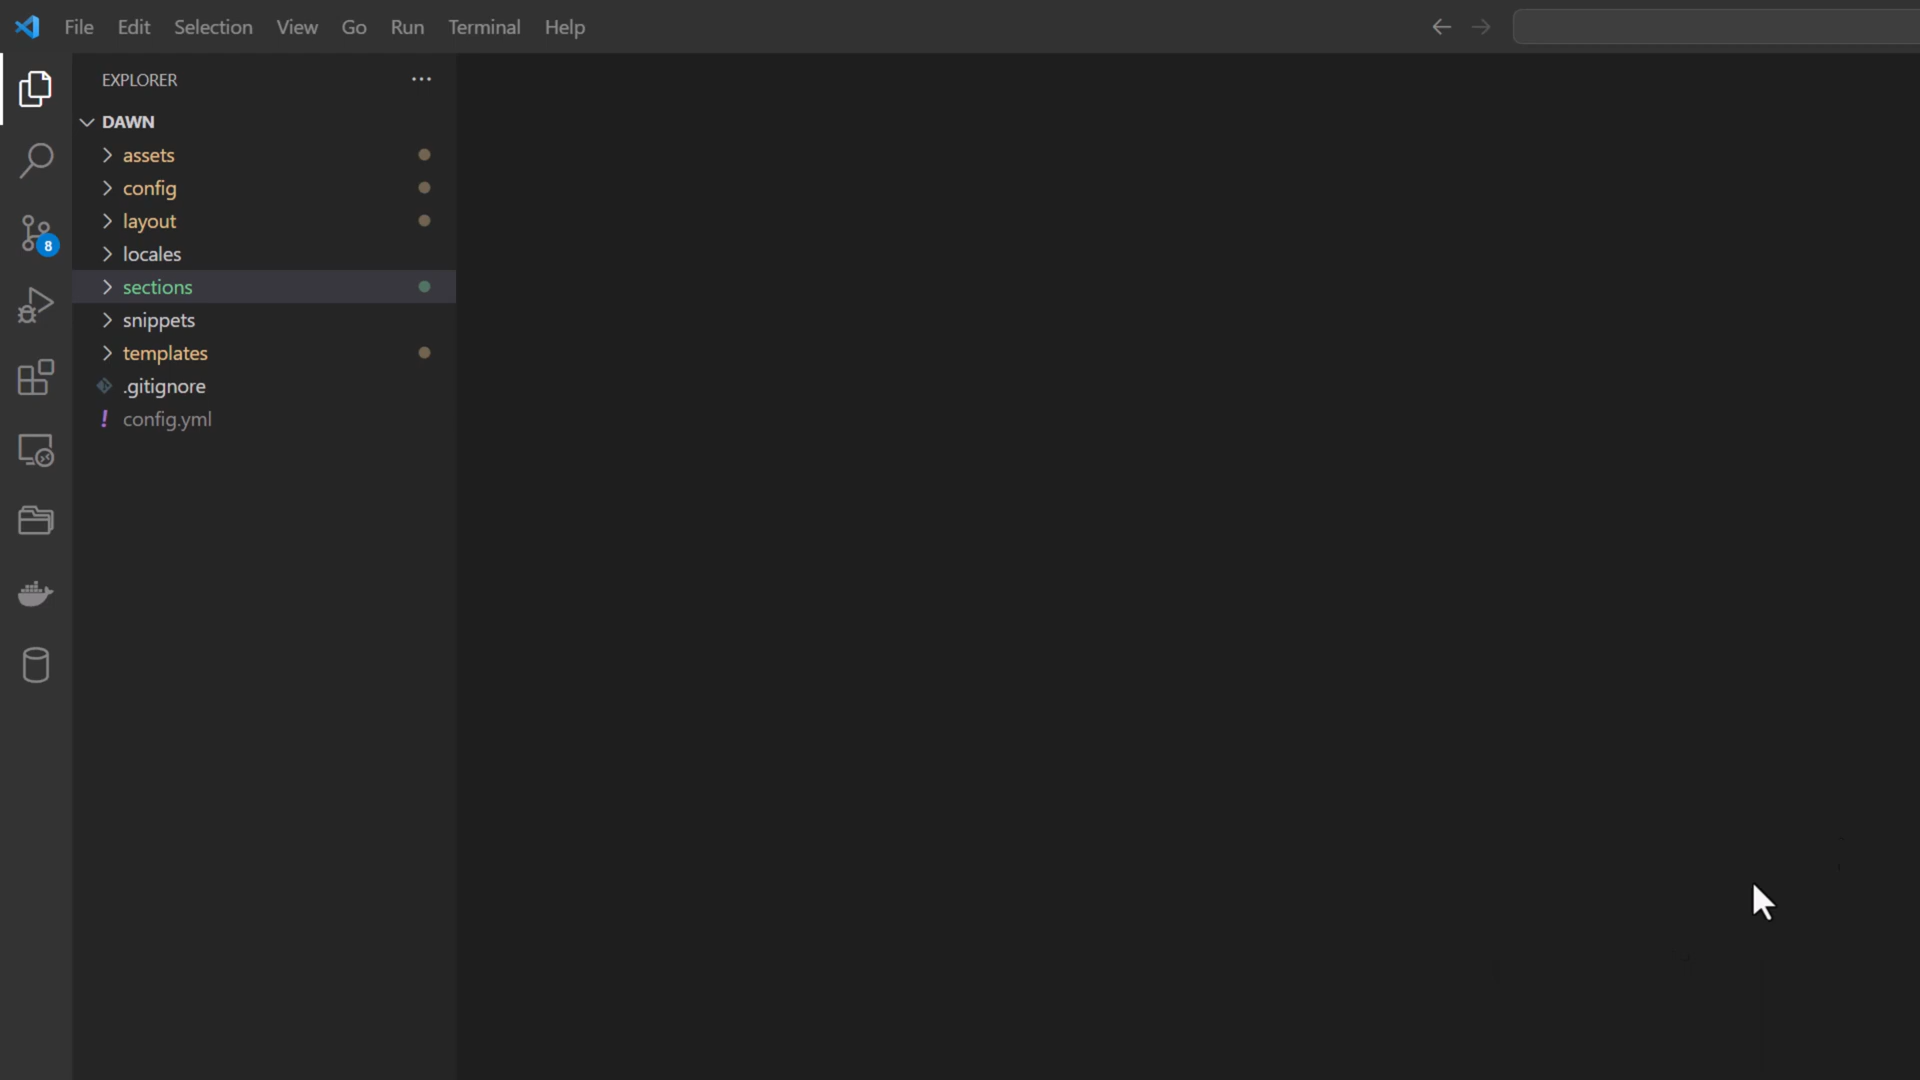 File Edit Selection View Go Run Terminal Help
EXPLORER
DAWN
assets
config
layout
locales
8
sections
snippets
templates
.gitignore
! config.yml